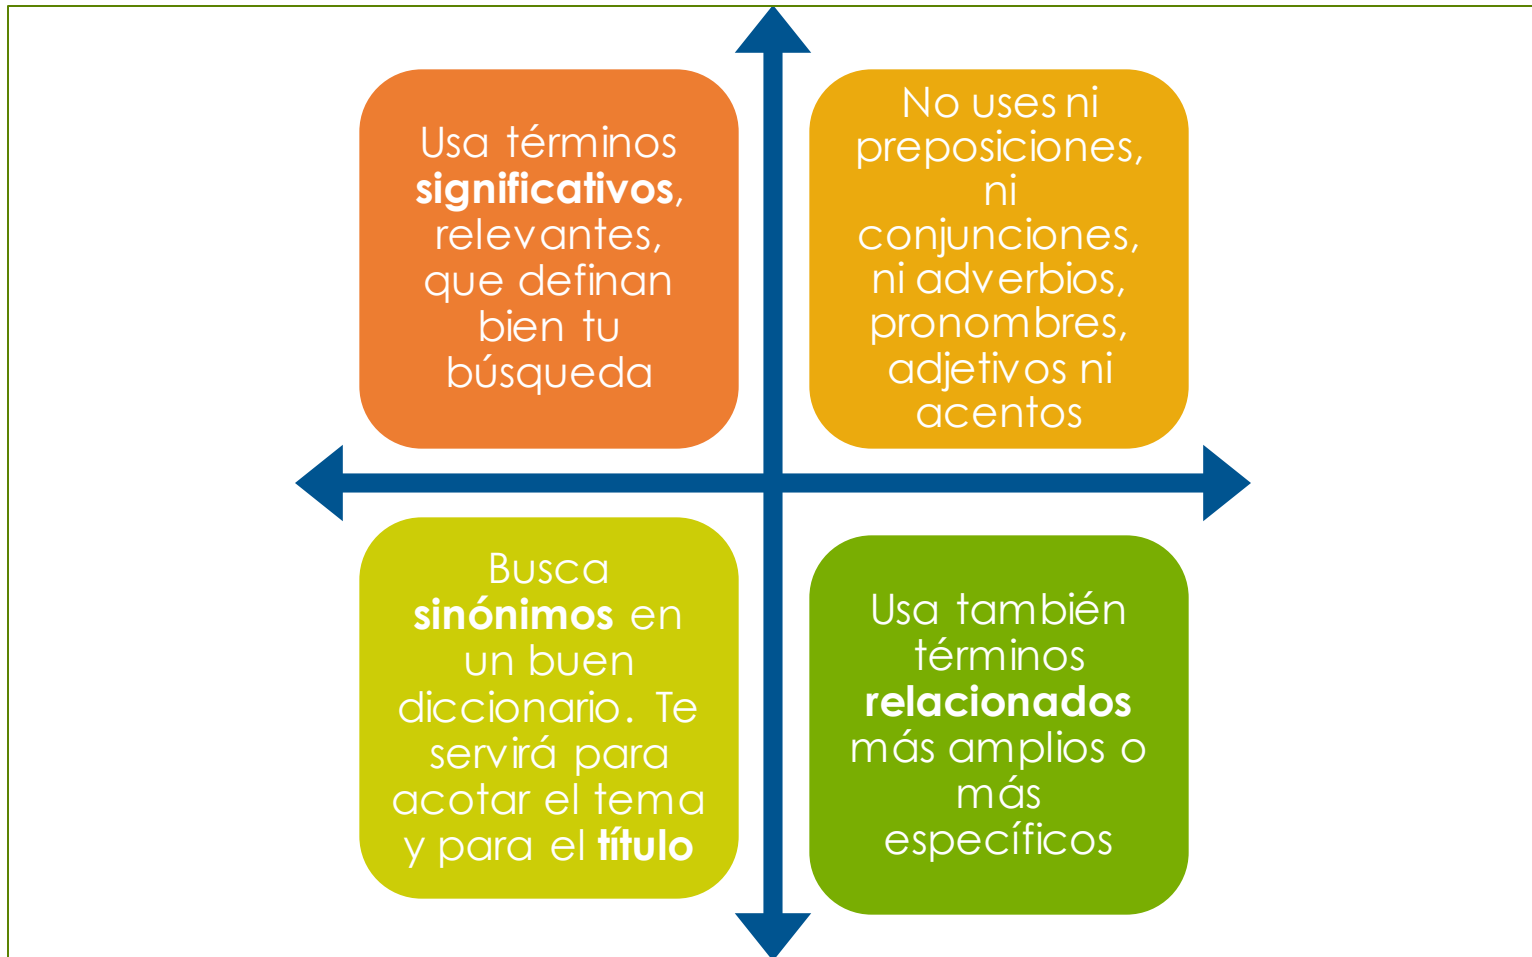 Usa términos
significativos,
relevantes,
que definan
bien tu
búsqueda
No uses ni
preposiciones,
ni
conjunciones,
ni adverbios,
pronombres,
adjetivos ni
acentos
Busca
sinónimos en
un buen
diccionario. Te
servirá para
acotar el tema
y para el título
Usa también
términos
relacionados
más amplios o
más
específicos